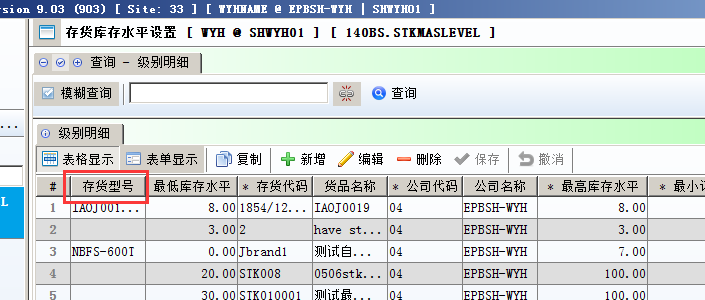 ersion 9.03 (903) [ Site: 33 ] [ WYHNAME @ EPBSH-WYH | SHWYH01 ]
存货库存水平设置 [ WYH @ SHWYH01 ] [ 140BS.STKMASLEVEL ]
查询 - 级别明细
模糊查询 查询
级别明细
表格显示 表单显示 复制 新增 编辑 删除 保存 撤消
# 存货型号 最低库存水平 * 存货代码 货品名称 * 公司代码 公司名称 * 最高库存水平 * 最小
1 IAOJ001... 8.00 1854/12... IAOJ0019 04 EPBSH-WYH 8.00
2 3.00 2 have st... 04 EPBSH-WYH 3.00
3 NBFS-600T 0.00 Jbrand1 测试自... 04 EPBSH-WYH 7.00
4 20.00 STK008 0506stk... 04 EPBSH-WYH 100.00
5 30.00 STK010001 测试最... 04 EPBSH-WYH 100.00
...
L